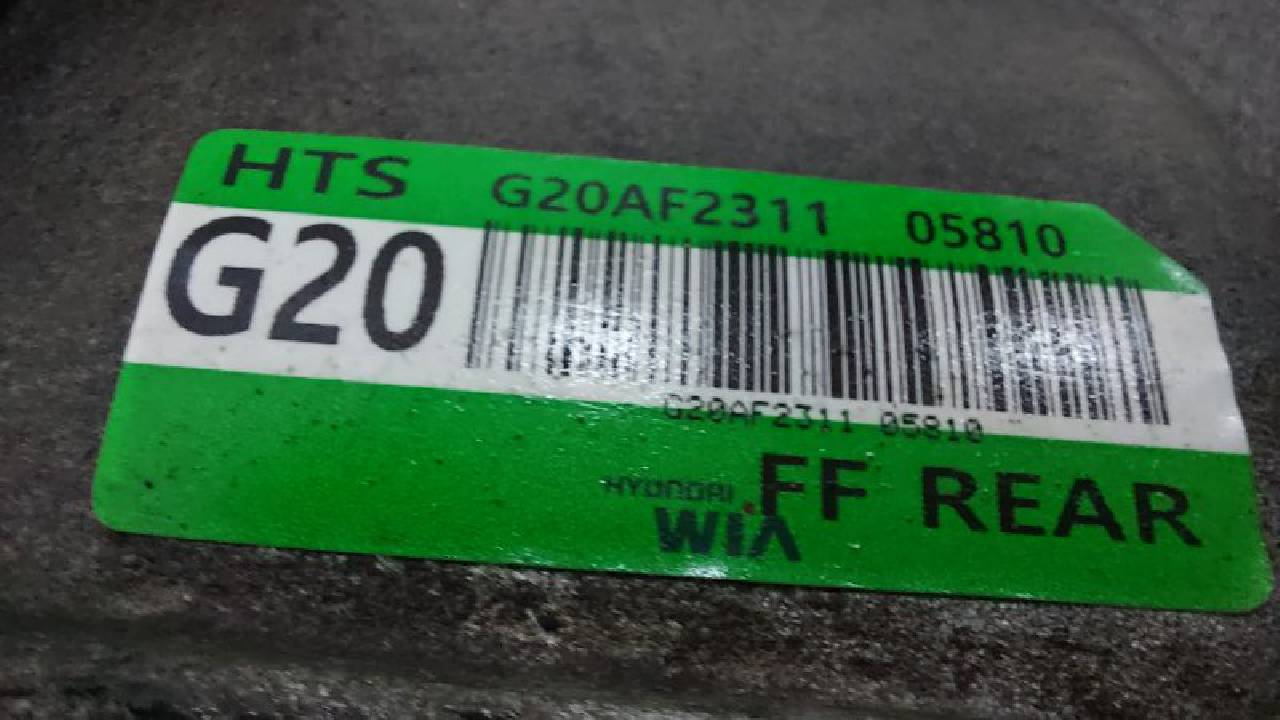 HTS G20AF2311 05810
G20
G20AF2311 05810
FF REAR
HYUNDAI
WIA